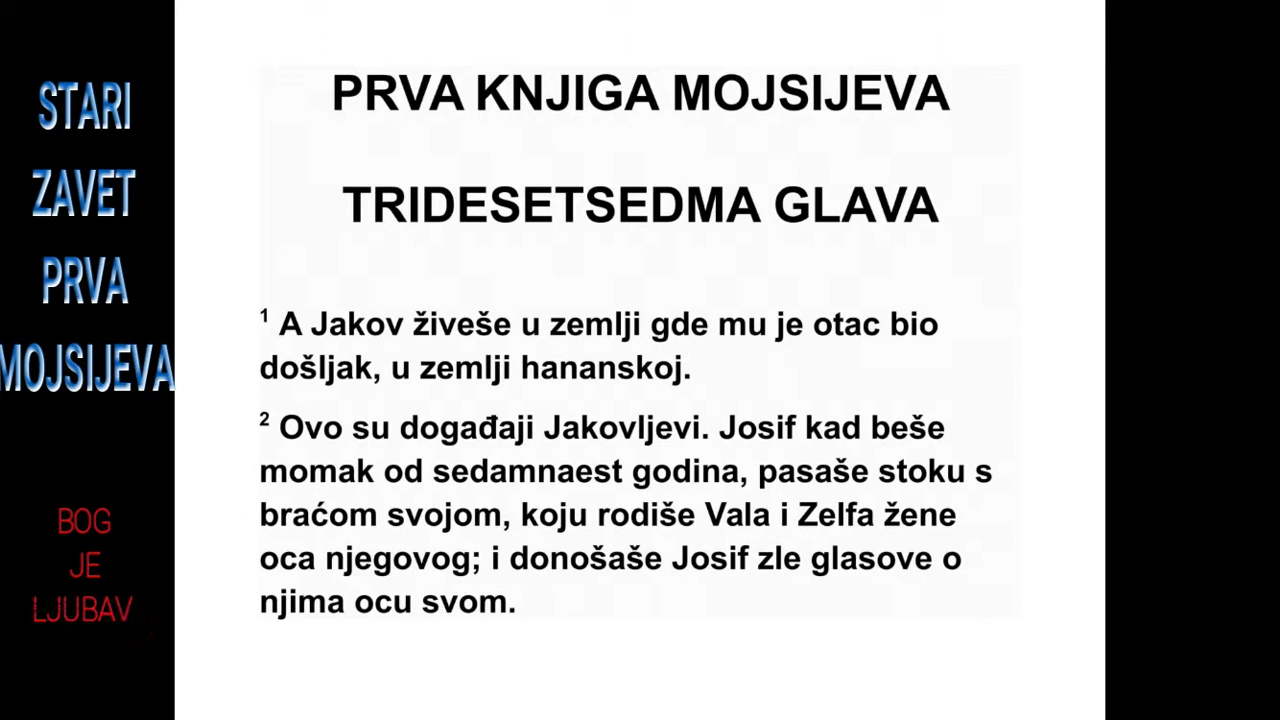 STARI
ZAVET
PRVA
MOJSIJEVA
BOG
JE
LJUBAV
PRVA KNJIGA MOJSIJEVA
TRIDESETSEDMA GLAVA
1 A Jakov živeše u zemlji gde mu je otac bio
došljak, u zemlji hananskoj.
2 Ovo su događaji Jakovljevi. Josif kad beše
momak od sedamnaest godina, pasaše stoku s
braćom svojom, koju rodiše Vala i Zelfa žene
oca njegovog; i donošaše Josif zle glasove o
njima ocu svom.